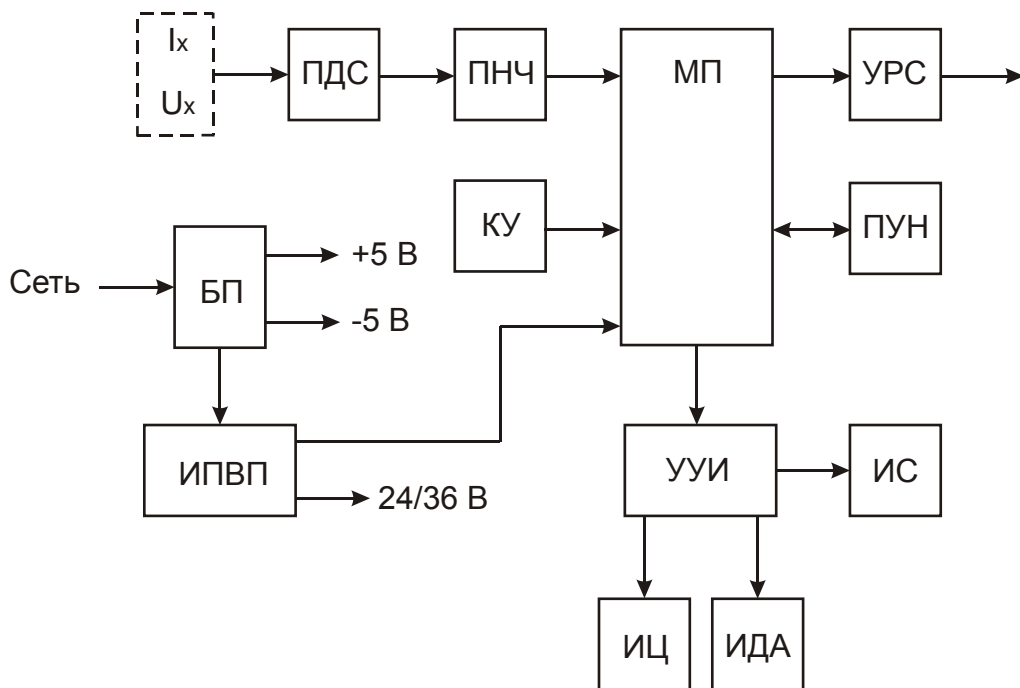 Ix
Ux
ПДС
ПНЧ
МП
УРС
КУ
ПУН
Сеть
БП
+5 В
-5 В
ИПВП
24/36 В
УУИ
ИС
ИЦ
ИДА